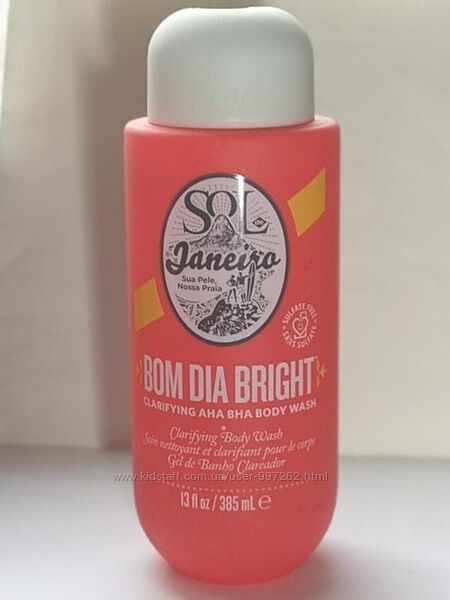 SOL
de
Janeiro
Sua Pele,
Nossa Praia
SULFATE FREE
SANS SULFATE
BOM DIA BRIGHT™
CLARIFYING AHA BHA BODY WASH
Clarifying Body Wash
Soin nettoyant et clarifiant pour le corps
Gel de Banho Clareador
www.kidstaff.com.ua/user-997262.html
13 fl oz / 385 mL ℮